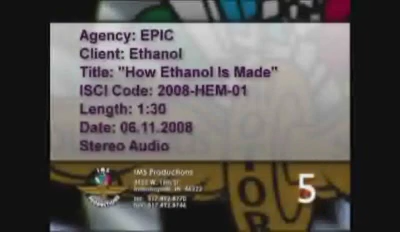 Agency: EPIC
Client: Ethanol
Title: "How Ethanol Is Made"
ISCI Code: 2008-HEM-01
Length: 1:30
Date: 06.11.2008
Stereo Audio
IMS Productions
5